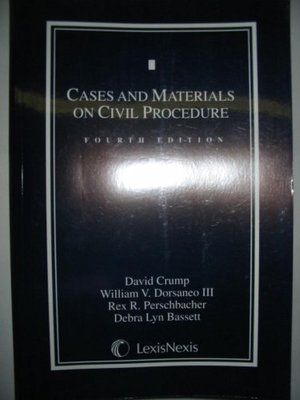 CASES AND MATERIALS
ON CIVIL PROCEDURE
FOURTH EDITION
David Crump
William V. Dorsaneo III
Rex R. Perschbacher
Debra Lyn Bassett
LexisNexis